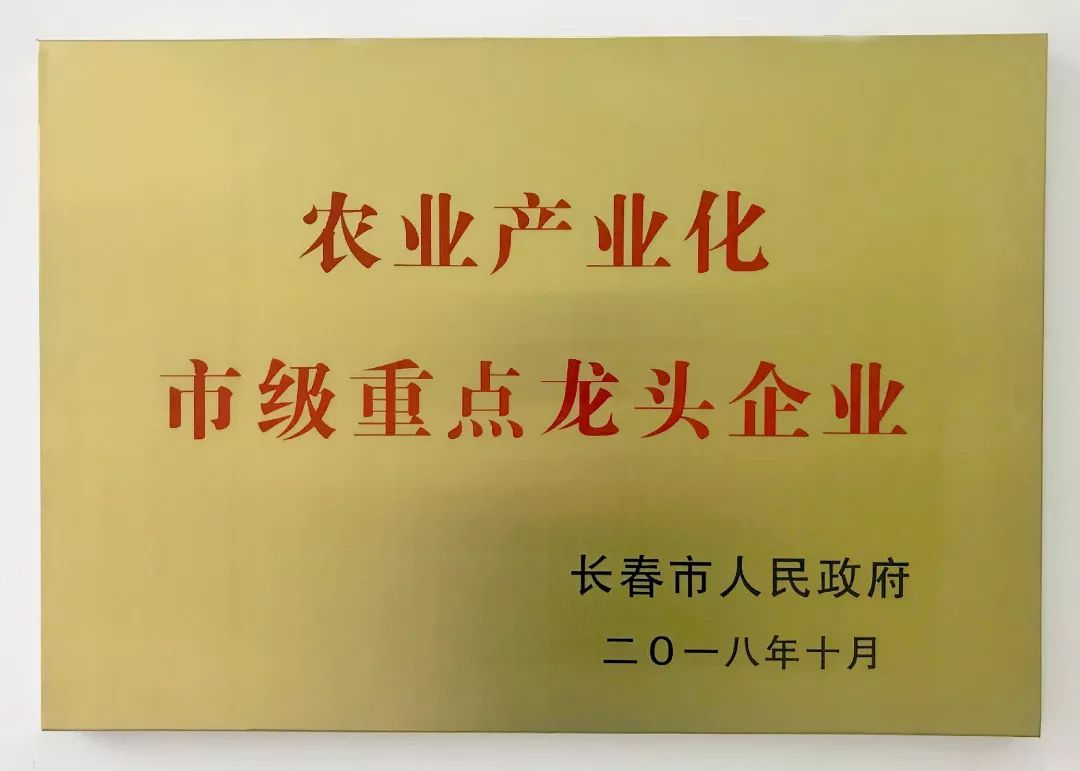 农业产业化
市级重点龙头企业
长春市人民政府
二〇一八年十月